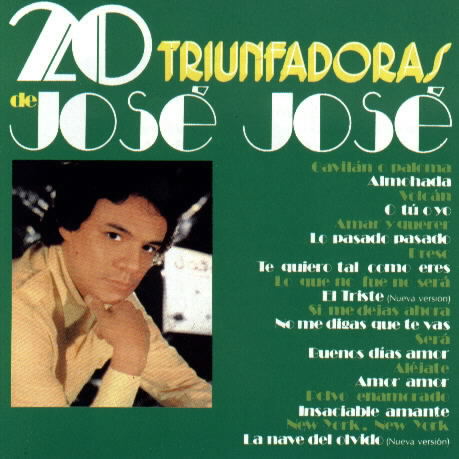 20 TRIUNFADORAS
de JOSÉ JOSÉ
Gavilán o paloma
Almohada
Volcán
O tú o yo
Amar y querer
Lo pasado pasado
Preso
Te quiero tal como eres
Lo que no fue no será
El Triste (Nueva versión)
Si me dejas ahora
No me digas que te vas
Será
Buenos días amor
Aléjate
Amor amor
Polvo enamorado
Insaciable amante
New York, New York
La nave del olvido (Nueva versión)